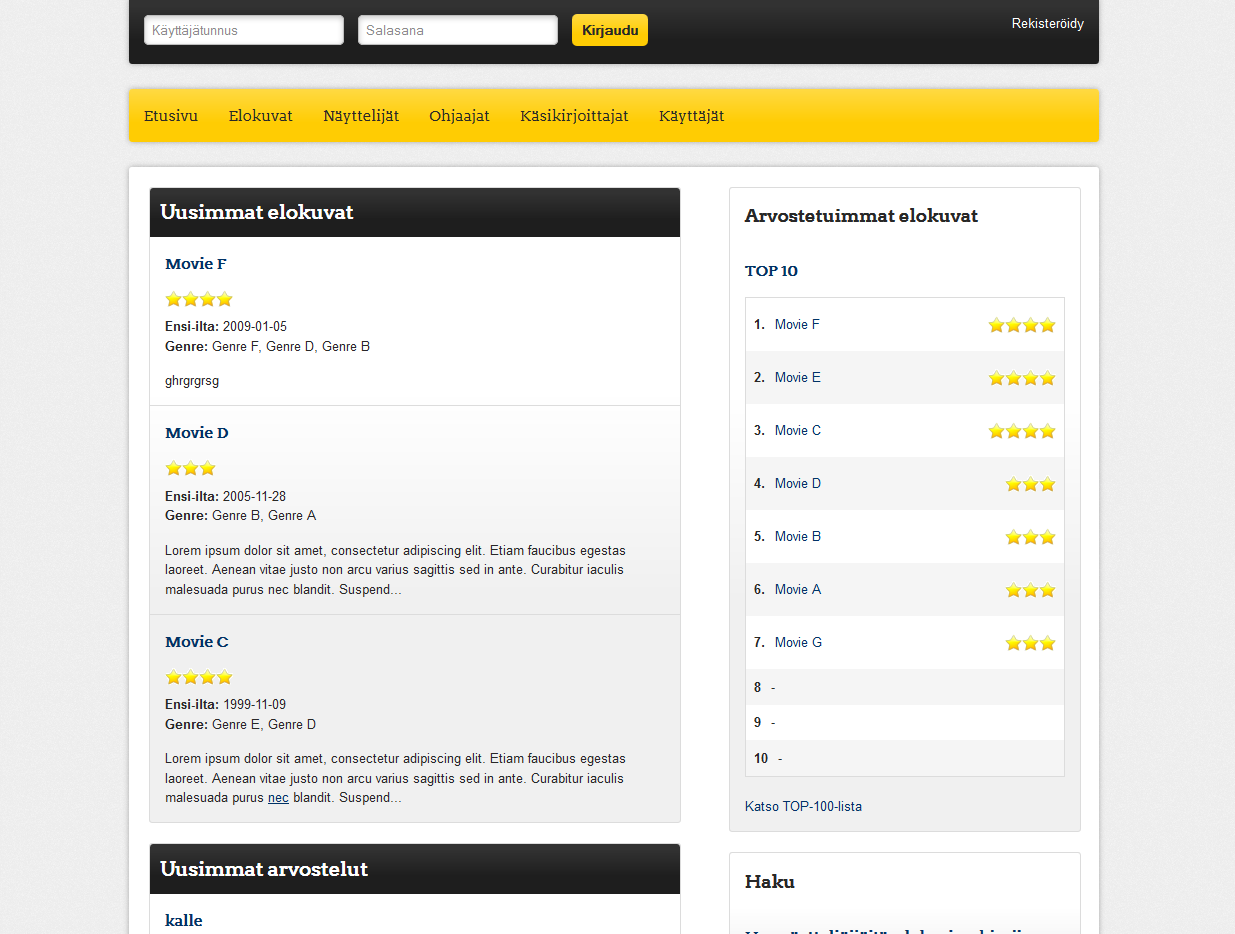 Käyttäjätunnus
Salasana
Kirjaudu
Rekisteröidy
Etusivu
Elokuvat
Näyttelijät
Ohjaajat
Käsikirjoittajat
Käyttäjät
Uusimmat elokuvat
Movie F
Ensi-ilta: 2009-01-05
Genre: Genre F, Genre D, Genre B
ghrgrgrsg
Movie D
Ensi-ilta: 2005-11-28
Genre: Genre B, Genre A
Lorem ipsum dolor sit amet, consectetur adipiscing elit. Etiam faucibus egestas
laoreet. Aenean vitae justo non arcu varius sagittis sed in ante. Curabitur iaculis
malesuada purus nec blandit. Suspend...
Movie C
Ensi-ilta: 1999-11-09
Genre: Genre E, Genre D
Lorem ipsum dolor sit amet, consectetur adipiscing elit. Etiam faucibus egestas
laoreet. Aenean vitae justo non arcu varius sagittis sed in ante. Curabitur iaculis
malesuada purus nec blandit. Suspend...
Uusimmat arvostelut
kalle
Arvostetuimmat elokuvat
TOP 10
1. Movie F
2. Movie E
3. Movie C
4. Movie D
5. Movie B
6. Movie A
7. Movie G
8 -
9 -
10 -
Katso TOP-100-lista
Haku